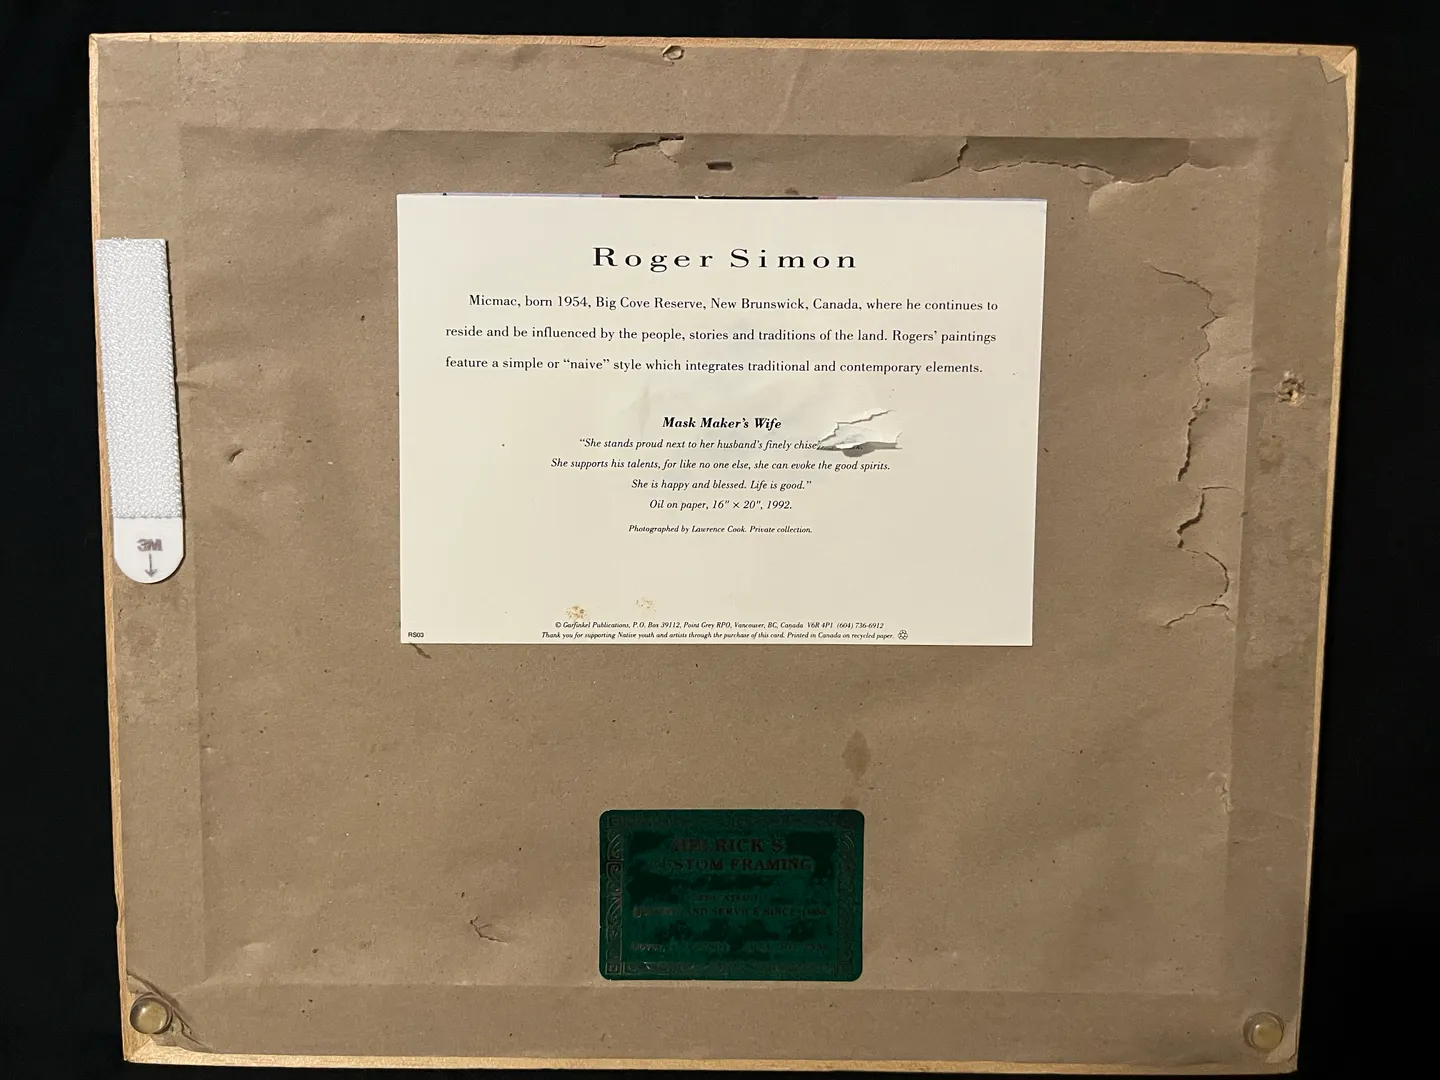 Roger Simon
Micmac, born 1954, Big Cove Reserve, New Brunswick, Canada, where he continues to
reside and be influenced by the people, stories and traditions of the land. Rogers’ paintings
feature a simple or “naive” style which integrates traditional and contemporary elements.
Mask Maker’s Wife
“She stands proud next to her husband’s finely
She supports his talents, for like no one else, she can evoke the good spirits.
She is happy and blessed. Life is good.”
Oil on paper, 16" × 20", 1992.
Photographed by Lawrence Cook. Private collection.
© Garfinkel Publications, P.O. Box 39112, Point Grey RPO, Vancouver, BC, Canada V6R 4P1 (604) 736-6912
RS03 Thank you for supporting Native youth and artists through the purchase of this card. Printed in Canada on recycled paper.
3M
FRAMING
AND SERVICE SINCE